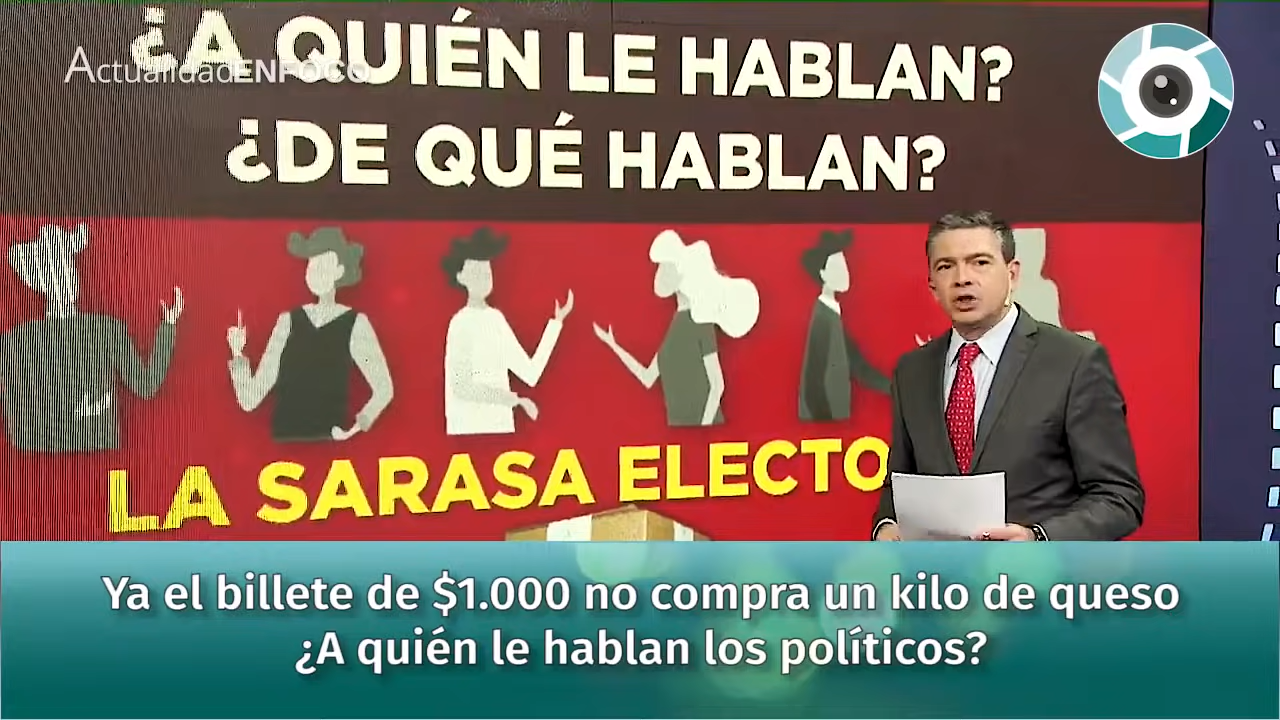 ¿A QUIÉN LE HABLAN?
ActualidadENFOCO
¿DE QUÉ HABLAN?
LA SARASA ELECTO
Ya el billete de $1.000 no compra un kilo de queso
¿A quién le hablan los políticos?